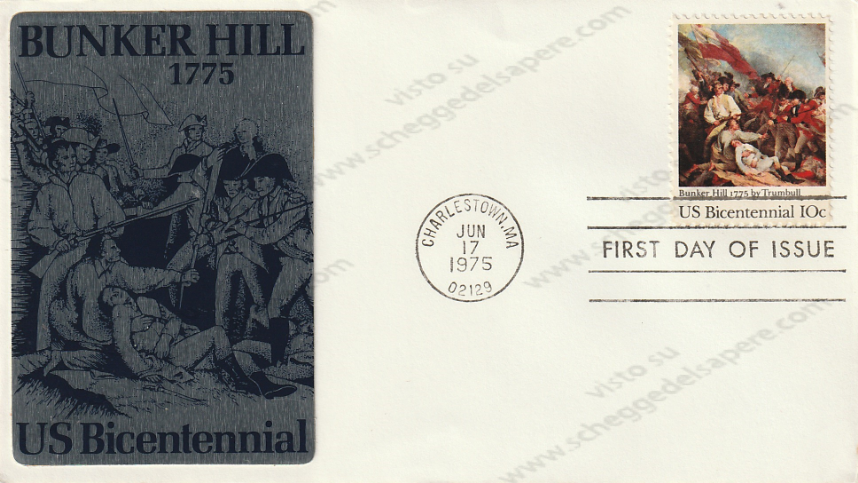 BUNKER HILL
1775
US Bicentennial
visto su
www.scheggedelsapere.com
Bunker Hill 1775 by Trumbull
US Bicentennial 10c
CHARLESTOWN, MA
JUN
17
1975
02129
FIRST DAY OF ISSUE
visto su
www.scheggedelsapere.com
visto su
www.scheggedelsapere.com